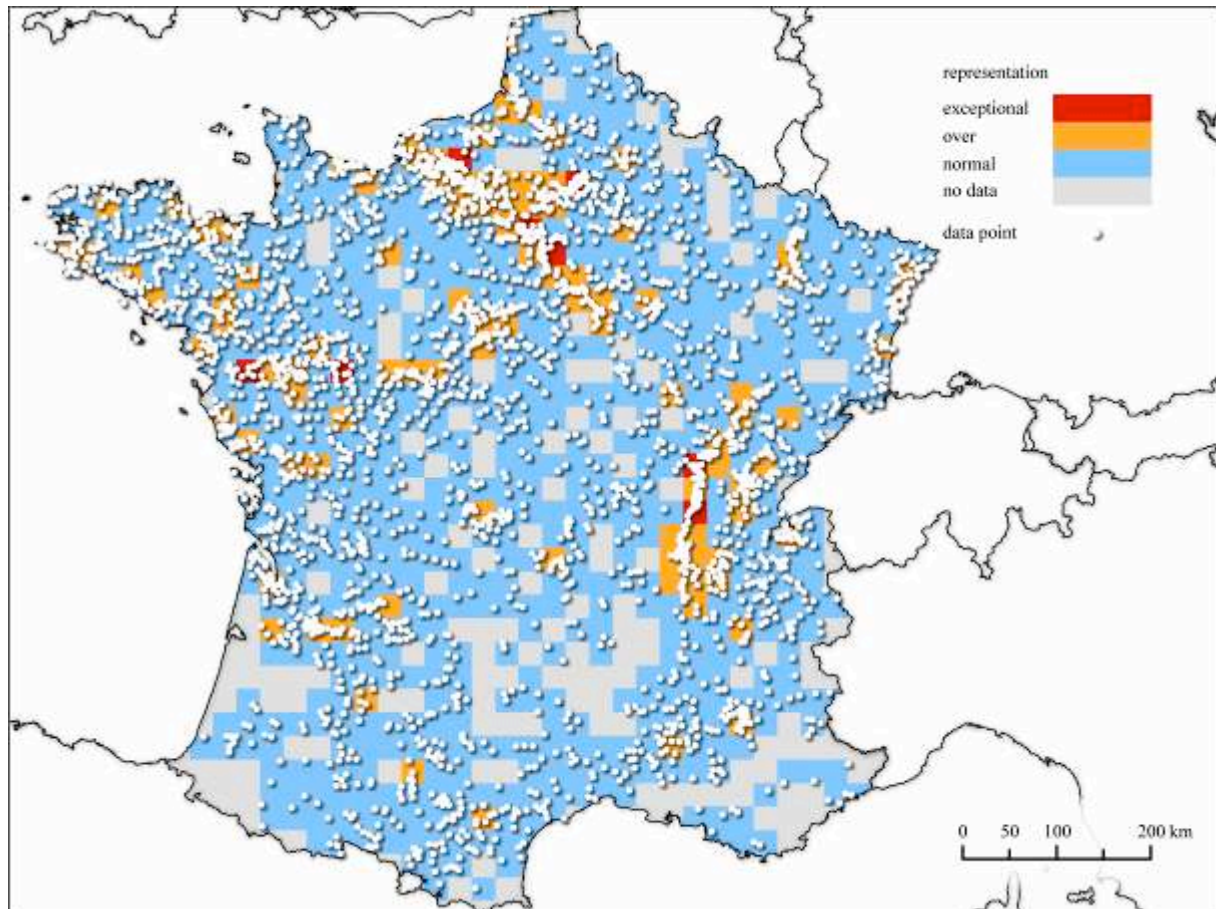 representation
exceptional
over
normal
no data
data point
0 50 100 200 km